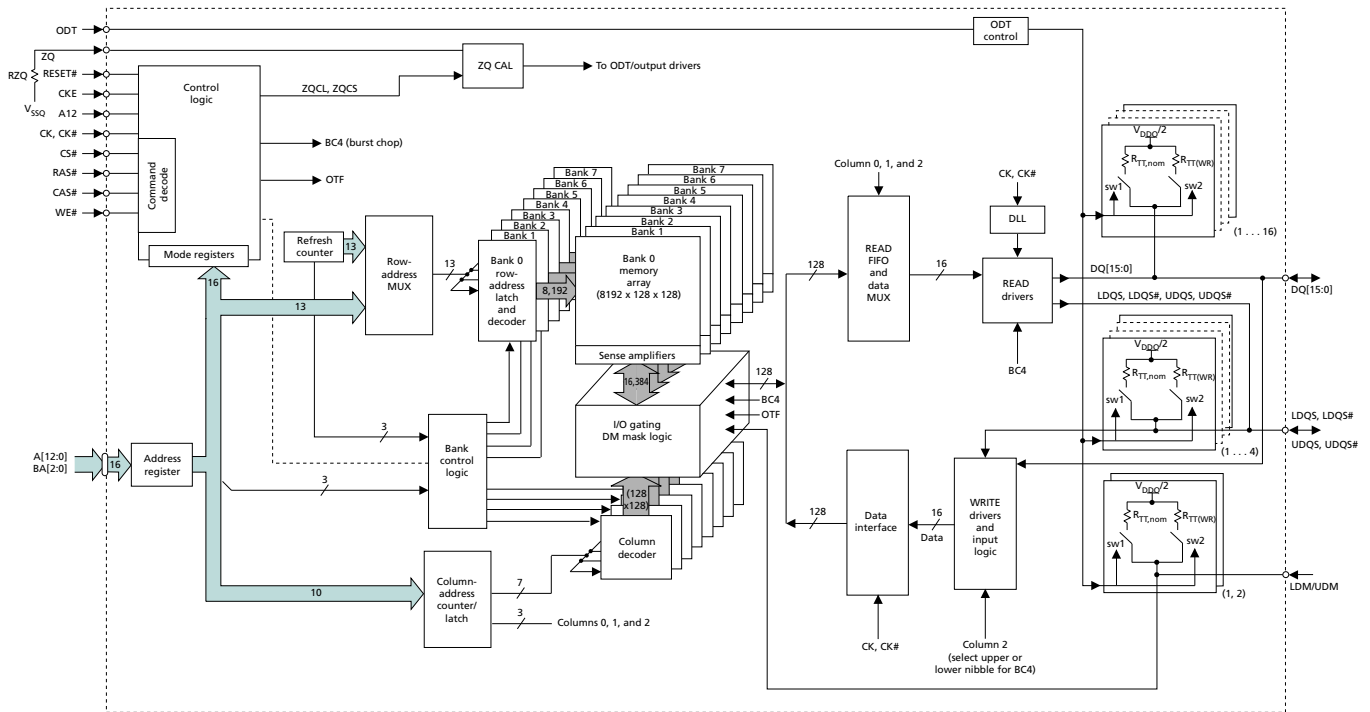 ODT
ODT
control
ZQ
RZQ
VSSQ
RESET#
CKE
A12
CK, CK#
CS#
RAS#
CAS#
WE#
Control
logic
Command
decode
Mode registers
ZQ CAL
To ODT/output drivers
ZQCL, ZQCS
BC4 (burst chop)
OTF
Refresh
counter
13
Row-
address
MUX
13
16
13
Bank 7
Bank 6
Bank 5
Bank 4
Bank 3
Bank 2
Bank 1
Bank 0
row-
address
latch
and
decoder
8,192
Bank 7
Bank 6
Bank 5
Bank 4
Bank 3
Bank 2
Bank 1
Bank 0
memory
array
(8192 x 128 x 128)
Sense amplifiers
16,384
I/O gating
DM mask logic
128
BC4
OTF
(128
x128)
Column
decoder
A[12:0]
BA[2:0]
16
Address
register
3
3
Bank
control
logic
10
Column-
address
counter/
latch
7
3
Columns 0, 1, and 2
Column 0, 1, and 2
128
READ
FIFO
and
data
MUX
16
CK, CK#
DLL
READ
drivers
BC4
DQ[15:0]
LDQS, LDQS#, UDQS, UDQS#
128
Data
interface
16
Data
WRITE
drivers
and
input
logic
CK, CK#
Column 2
(select upper or
lower nibble for BC4)
VDDQ/2
RTT,nom
RTT(WR)
sw1
sw2
(1 . . . 16)
DQ[15:0]
VDDQ/2
RTT,nom
RTT(WR)
sw1
sw2
(1 . . . 4)
LDQS, LDQS#
UDQS, UDQS#
VDDQ/2
RTT,nom
RTT(WR)
sw1
sw2
(1, 2)
LDM/UDM